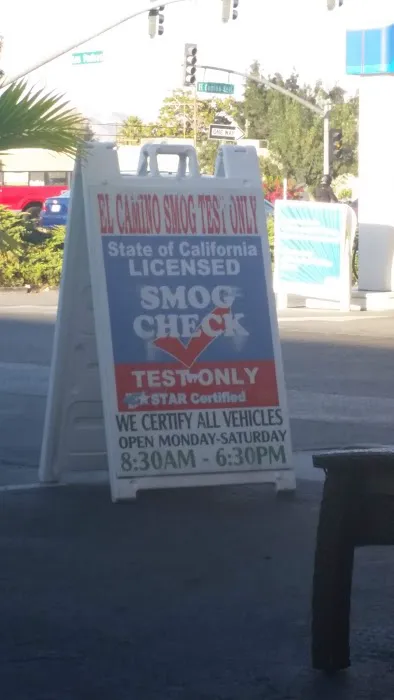 ONE WAY
EL CAMINO SMOG TEST ONLY
State of California
LICENSED
SMOG
CHECK
TEST ONLY
STAR Certified
WE CERTIFY ALL VEHICLES
OPEN MONDAY-SATURDAY
8:30AM - 6:30PM